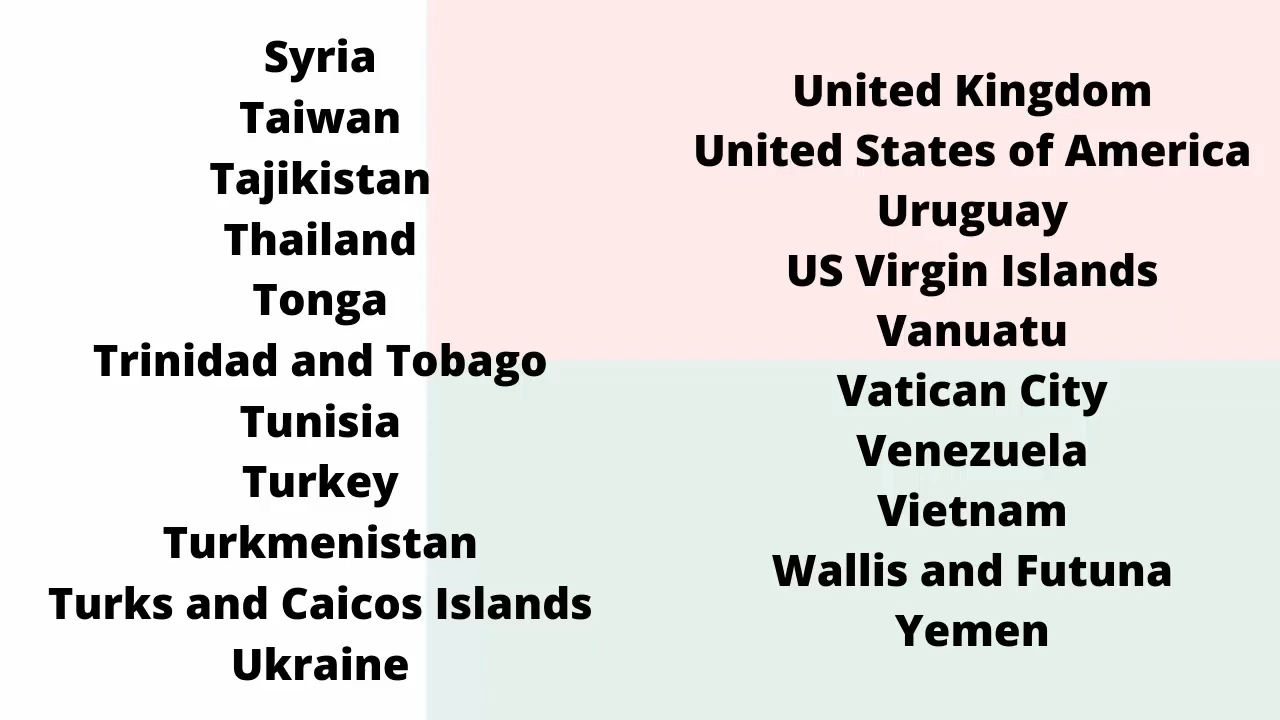 Syria
Taiwan
Tajikistan
Thailand
Tonga
Trinidad and Tobago
Tunisia
Turkey
Turkmenistan
Turks and Caicos Islands
Ukraine
United Kingdom
United States of America
Uruguay
US Virgin Islands
Vanuatu
Vatican City
Venezuela
Vietnam
Wallis and Futuna
Yemen